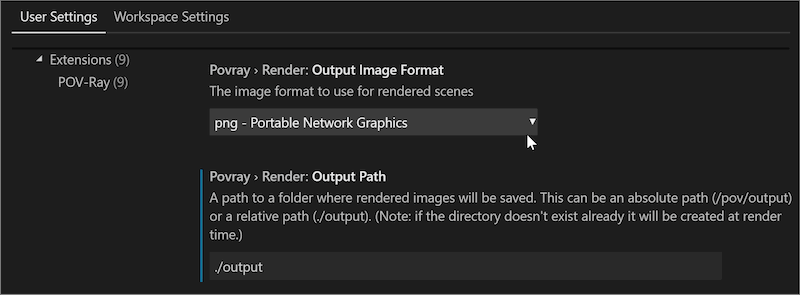 User Settings   Workspace Settings
Extensions (9)
POV-Ray (9)
Povray › Render: Output Image Format
The image format to use for rendered scenes
png - Portable Network Graphics
Povray › Render: Output Path
A path to a folder where rendered images will be saved. This can be an absolute path (/pov/output)
or a relative path (./output). (Note: if the directory doesn't exist already it will be created at render
time.)
./output